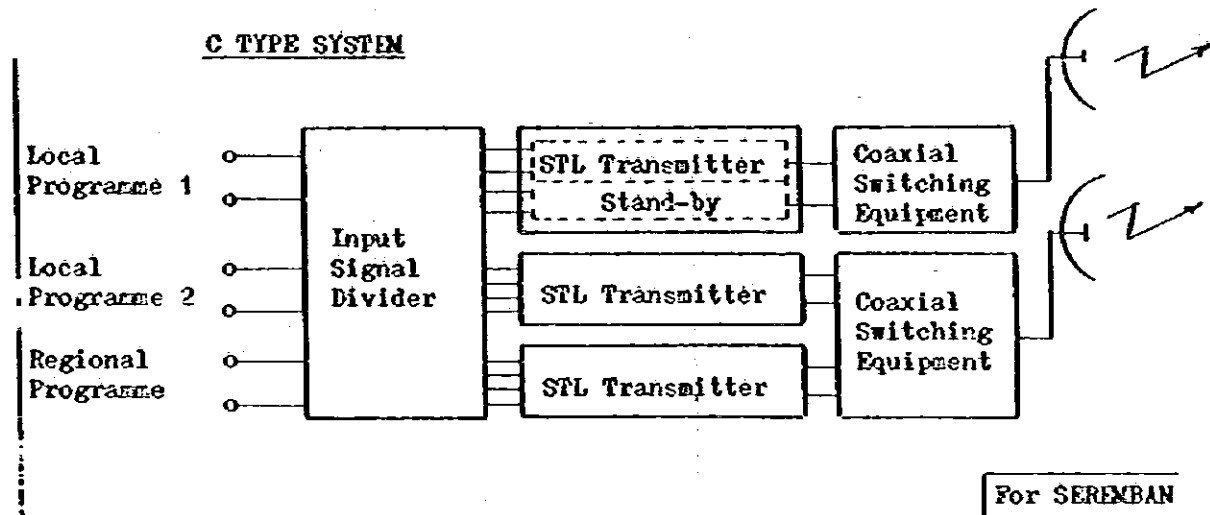 C TYPE SYSTEM
Local
Programme 1
Local
Programme 2
Regional
Programme
Input
Signal
Divider
STL Transmitter
Stand-by
STL Transmitter
STL Transmitter
Coaxial
Switching
Equipment
Coaxial
Switching
Equipment
For SEREMBAN